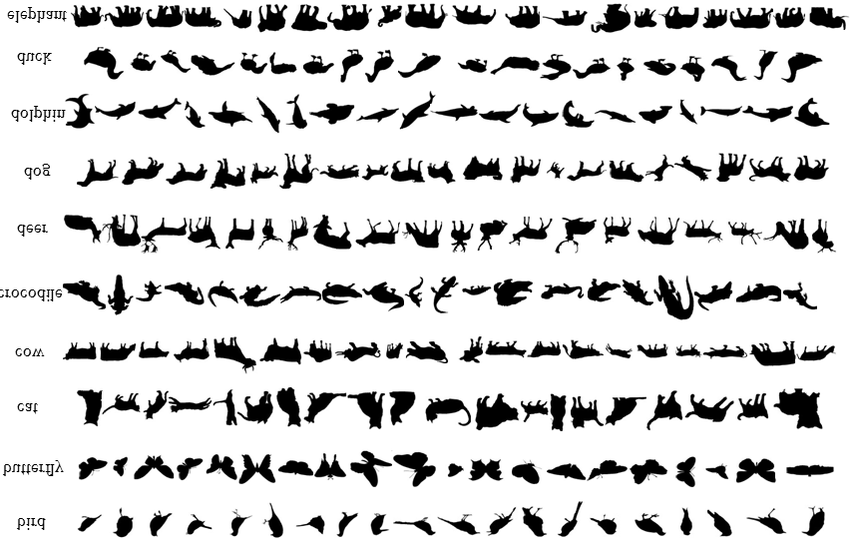 elephant
duck
dolphin
dog
deer
crocodile
cow
cat
butterfly
bird